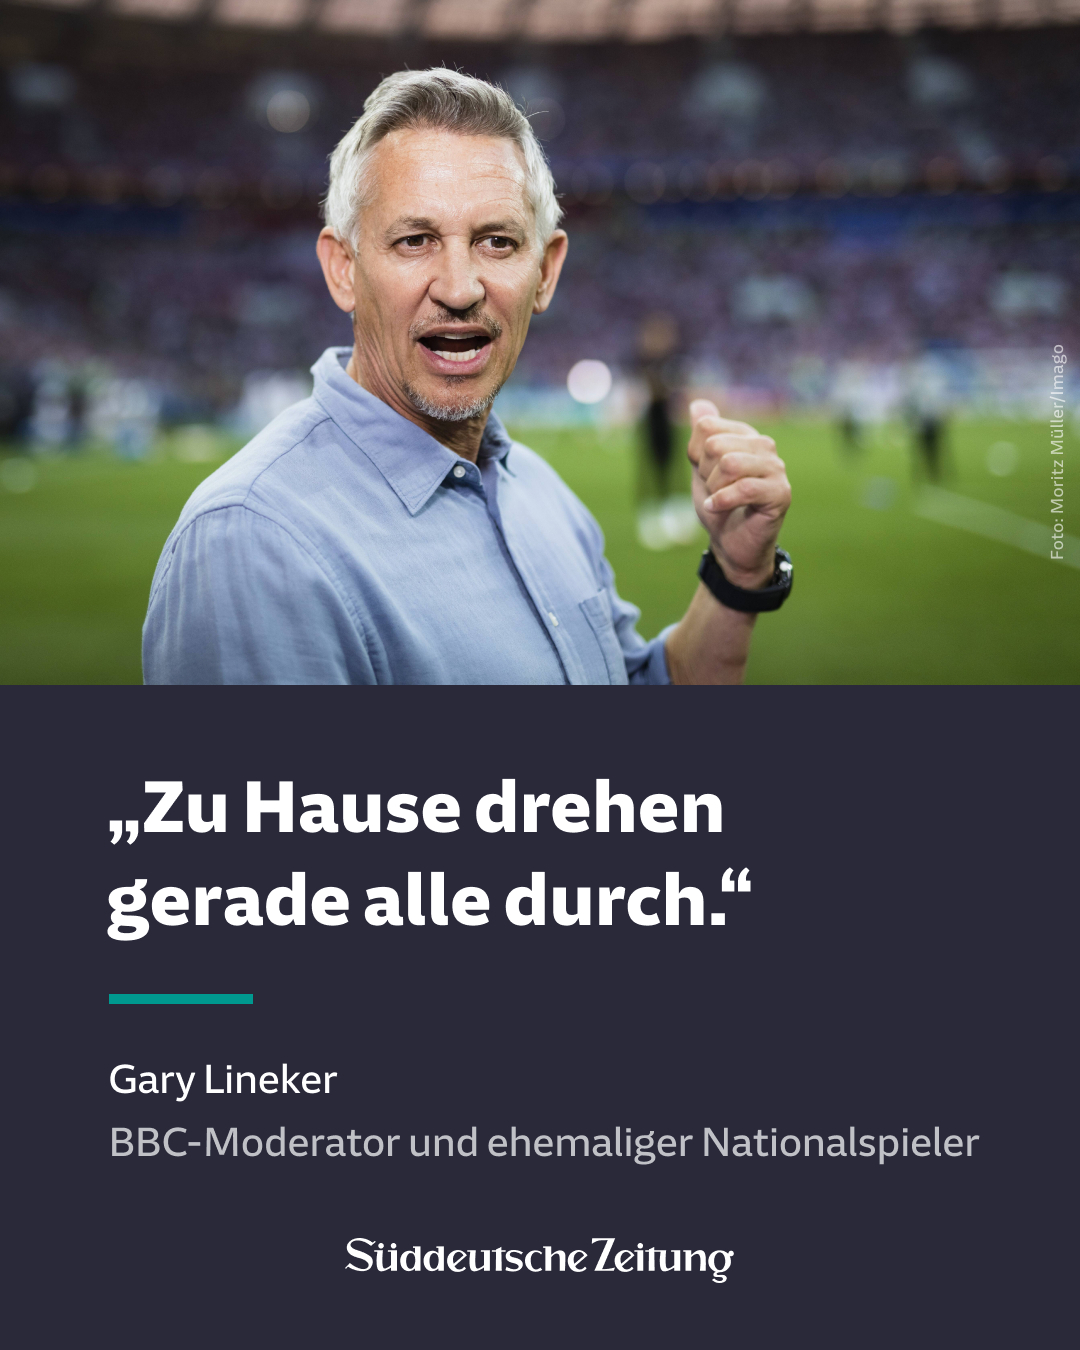 Foto: Moritz Müller/Imago
„Zu Hause drehen
gerade alle durch.“
Gary Lineker
BBC-Moderator und ehemaliger Nationalspieler
Süddeutsche Zeitung